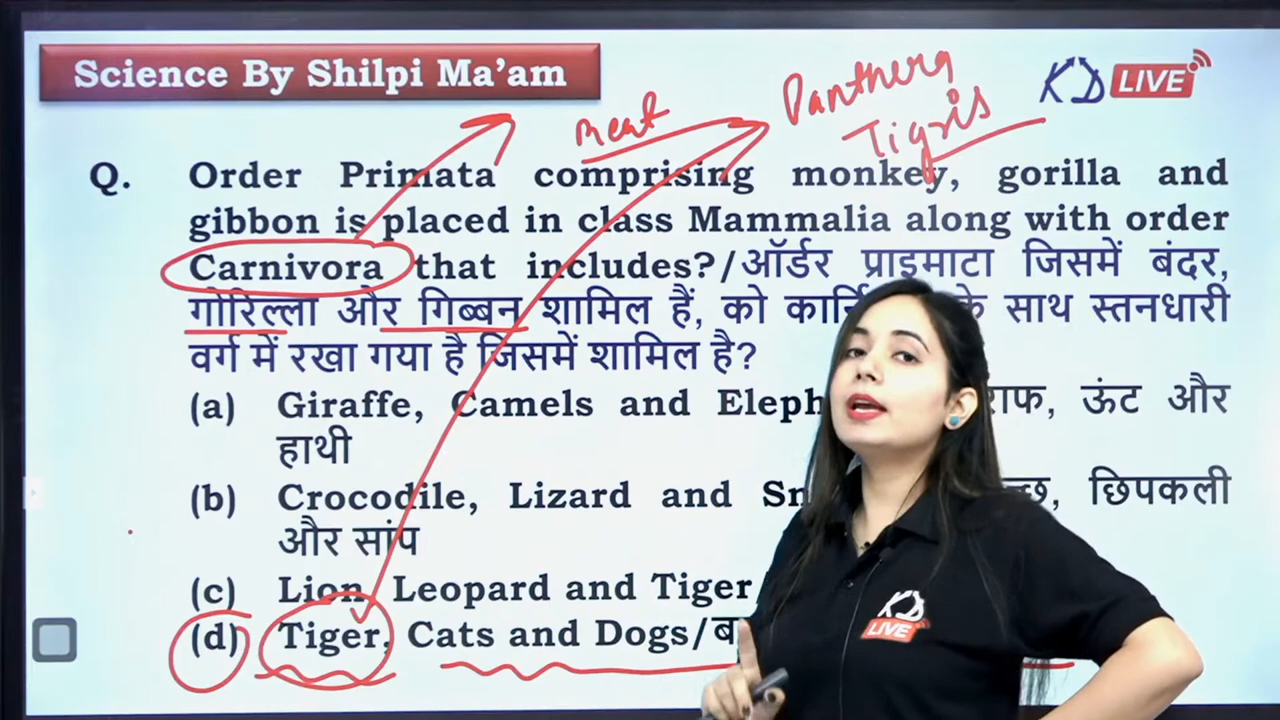 Science By Shilpi Ma'am
KD LIVE
meat
Panthera
Tigris
Q. Order Primata comprising monkey, gorilla and
gibbon is placed in class Mammalia along with order
Carnivora that includes?/ऑर्डर प्राइमाटा जिसमें बंदर,
गोरिल्ला और गिब्बन शामिल हैं, को के साथ स्तनधारी
वर्ग में रखा गया है जिसमें शामिल है?
(a) Giraffe, Camels and ऊंट और
हाथी
(b) Crocodile, Lizard and छिपकली
और सांप
(c) Lion, Leopard and Tiger
(d) Tiger, Cats and Dogs/
KD
LIVE